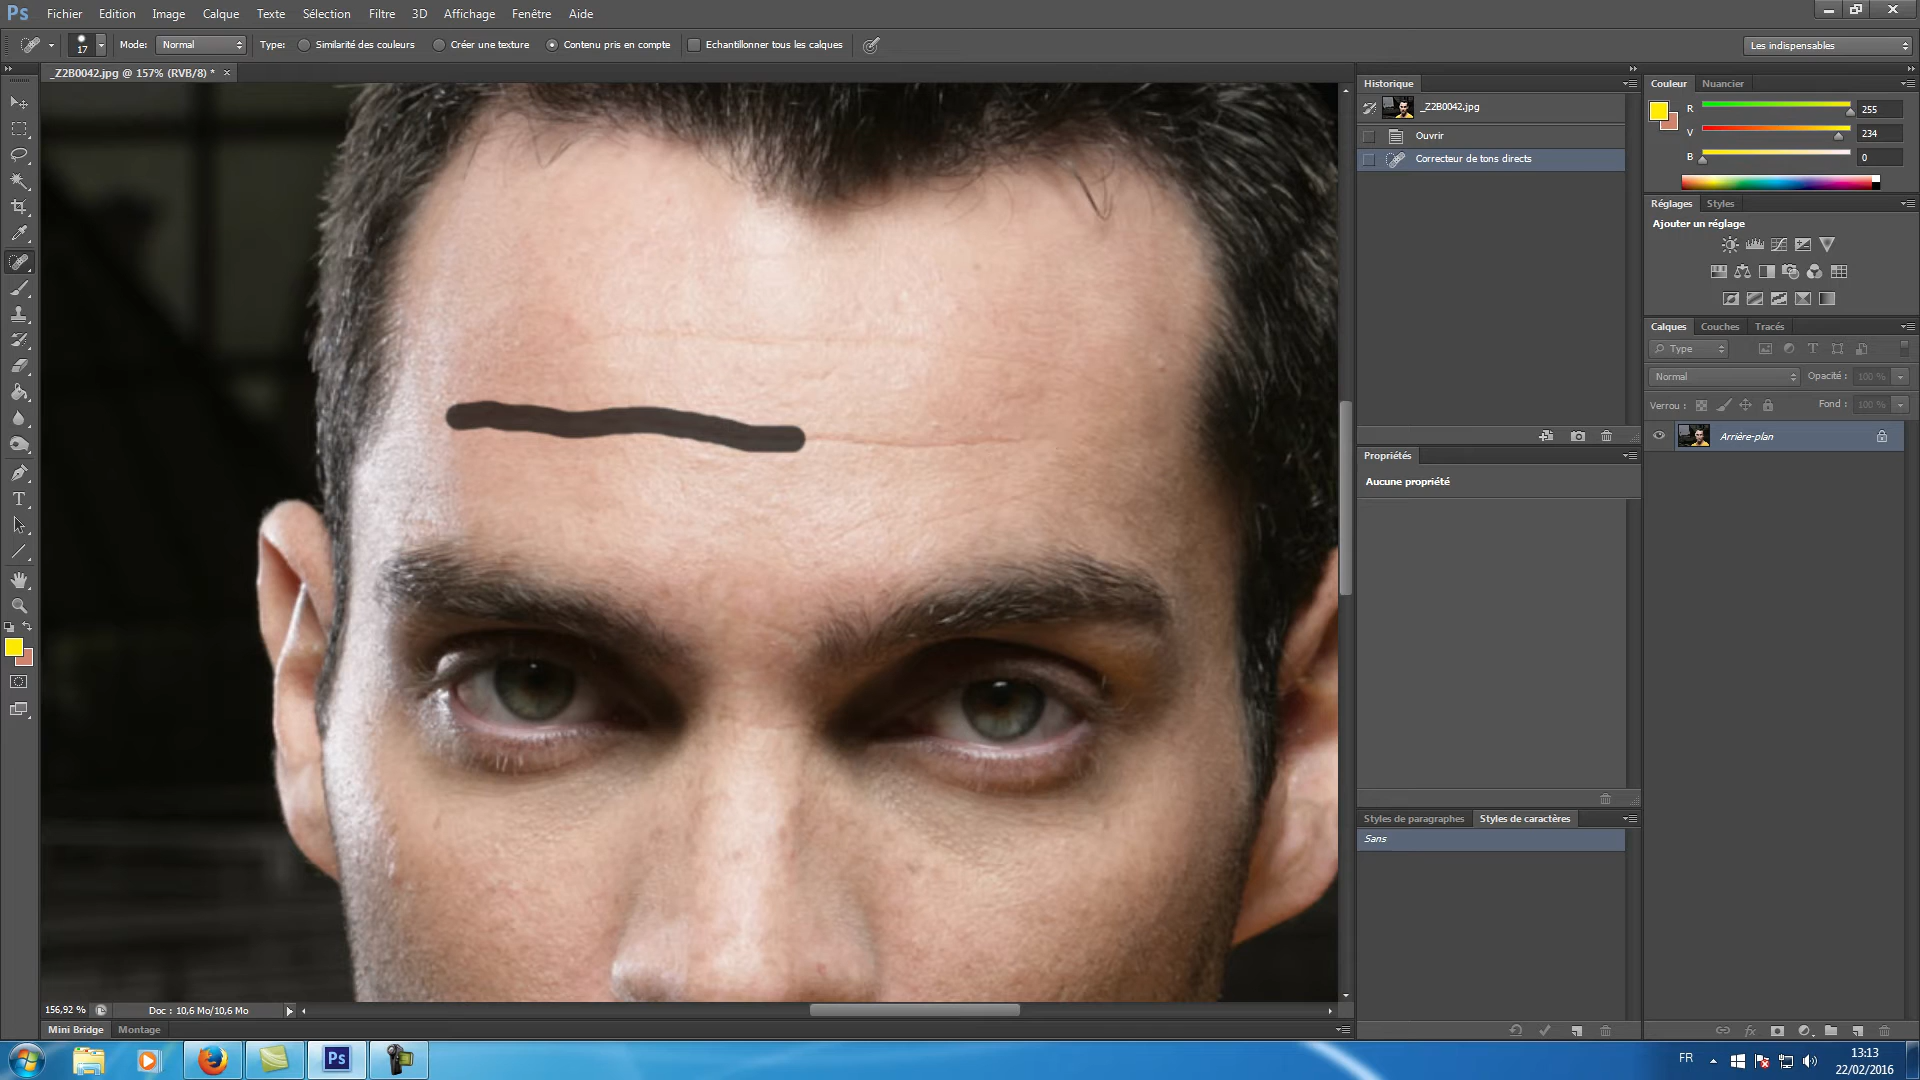 Ps Fichier Edition Image Calque Texte Sélection Filtre 3D Affichage Fenêtre Aide
17 Mode: Normal Type: Similarité des couleurs Créer une texture Contenu pris en compte Echantillonner tous les calques Les indispensables
_Z2B0042.jpg @ 157% (RVB/8) * ×
Historique
_Z2B0042.jpg
Ouvrir
Correcteur de tons directs
Couleur Nuancier
R 255
V 234
B 0
Réglages Styles
Ajouter un réglage
Calques Couches Tracés
Type
Normal Opacité : 100 %
Verrou : Fond : 100 %
Arrière-plan
Propriétés
Aucune propriété
Styles de paragraphes Styles de caractères
Sans
156,92 % Doc : 10,6 Mo/10,6 Mo
Mini Bridge Montage
Ps
FR 13:13
22/02/2016